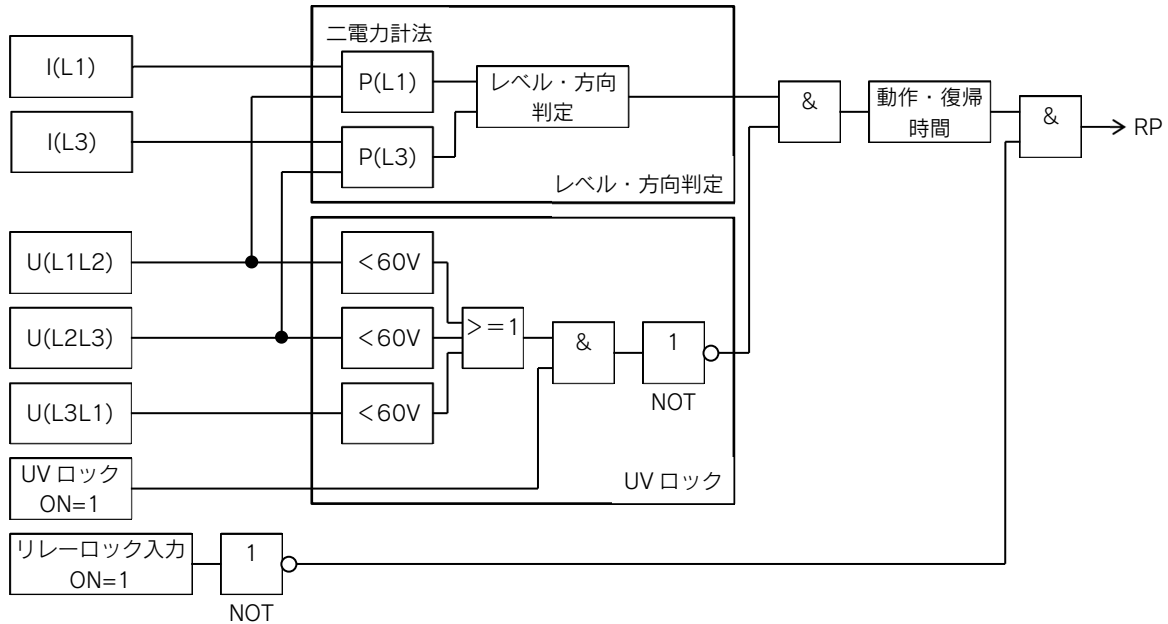 二電力計法
I(L1)
P(L1)
レベル・方向
判定
&
動作・復帰
時間
&
RP
I(L3)
P(L3)
レベル・方向判定
U(L1L2)
<60V
U(L2L3)
<60V
>=1
&
1
NOT
U(L3L1)
<60V
UV ロック
ON=1
UV ロック
リレーロック入力
ON=1
1
NOT